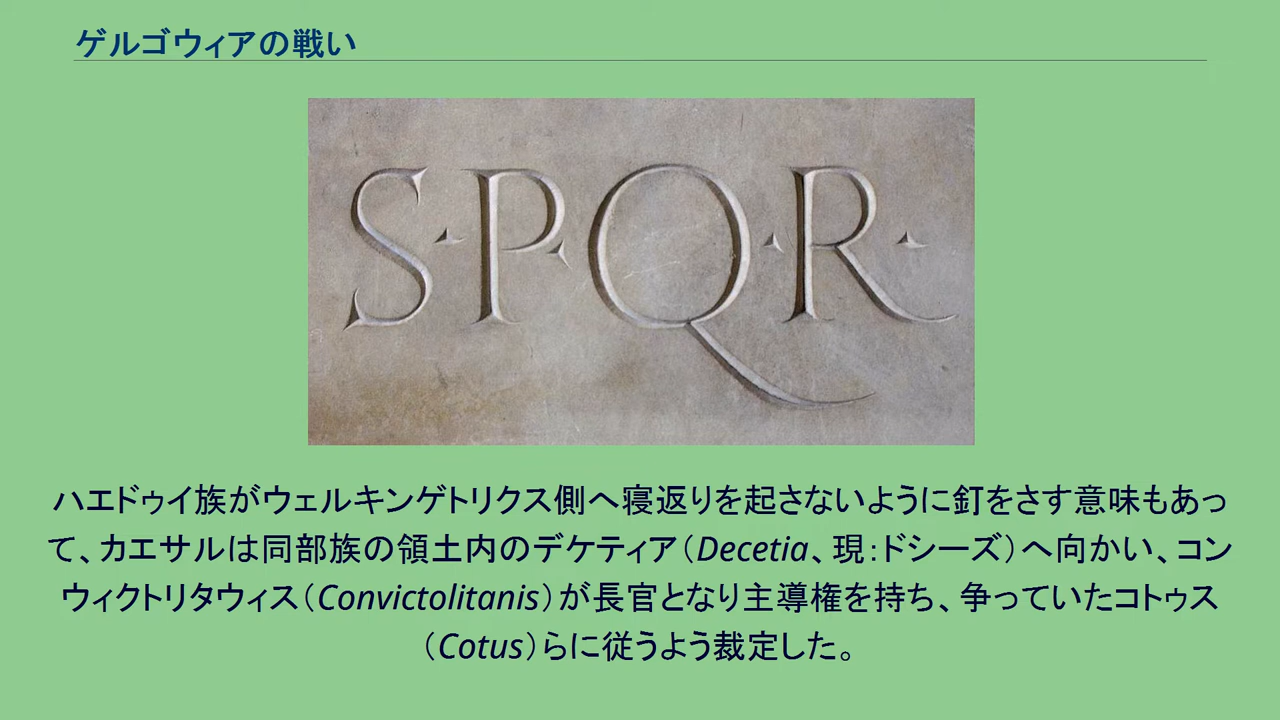 ゲルゴウィアの戦い
S·P·Q·R·
ハエドゥイ族がウェルキンゲトリクス側へ寝返りを起さないように釘をさす意味もあっ
て、カエサルは同部族の領土内のデケティア（Decetia、現：ドシーズ）へ向かい、コン
ウィクトリタウィス（Convictolitanis）が長官となり主導権を持ち、争っていたコトゥス
（Cotus）らに従うよう裁定した。